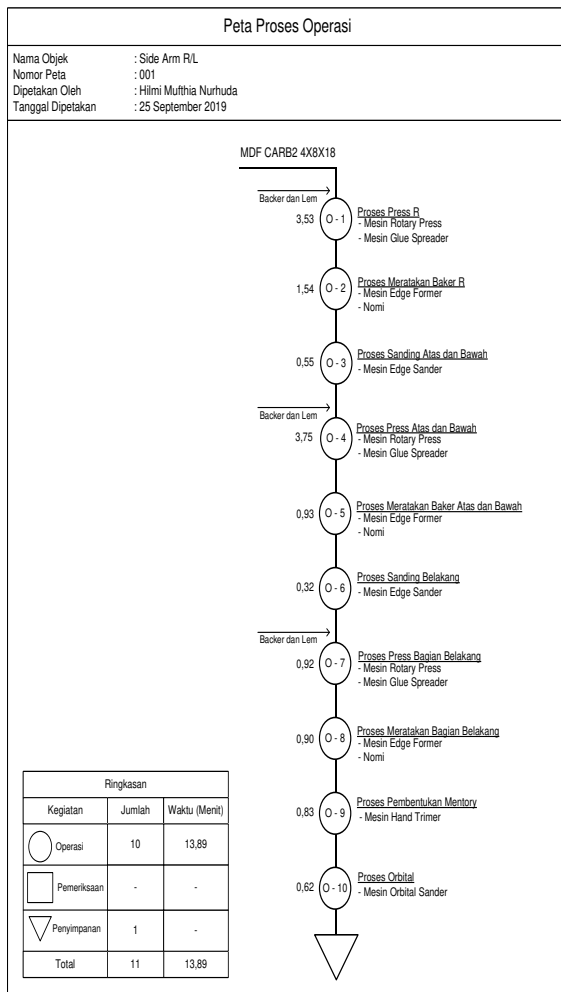 Peta Proses Operasi
Nama Objek : Side Arm R/L
Nomor Peta : 001
Dipetakan Oleh : Hilmi Mufthia Nurhuda
Tanggal Dipetakan : 25 September 2019
MDF CARB2 4X8X18
Backer dan Lem
3,53 O - 1 Proses Press R
- Mesin Rotary Press
- Mesin Glue Spreader
1,54 O - 2 Proses Meratakan Baker R
- Mesin Edge Former
- Nomi
0,55 O - 3 Proses Sanding Atas dan Bawah
- Mesin Edge Sander
Backer dan Lem
3,75 O - 4 Proses Press Atas dan Bawah
- Mesin Rotary Press
- Mesin Glue Spreader
0,93 O - 5 Proses Meratakan Baker Atas dan Bawah
- Mesin Edge Former
- Nomi
0,32 O - 6 Proses Sanding Belakang
- Mesin Edge Sander
Backer dan Lem
0,92 O - 7 Proses Press Bagian Belakang
- Mesin Rotary Press
- Mesin Glue Spreader
0,90 O - 8 Proses Meratakan Bagian Belakang
- Mesin Edge Former
- Nomi
0,83 O - 9 Proses Pembentukan Mentory
- Mesin Hand Trimer
0,62 O - 10 Proses Orbital
- Mesin Orbital Sander
Ringkasan
Kegiatan Jumlah Waktu (Menit)
Operasi 10 13,89
Pemeriksaan - -
Penyimpanan 1 -
Total 11 13,89